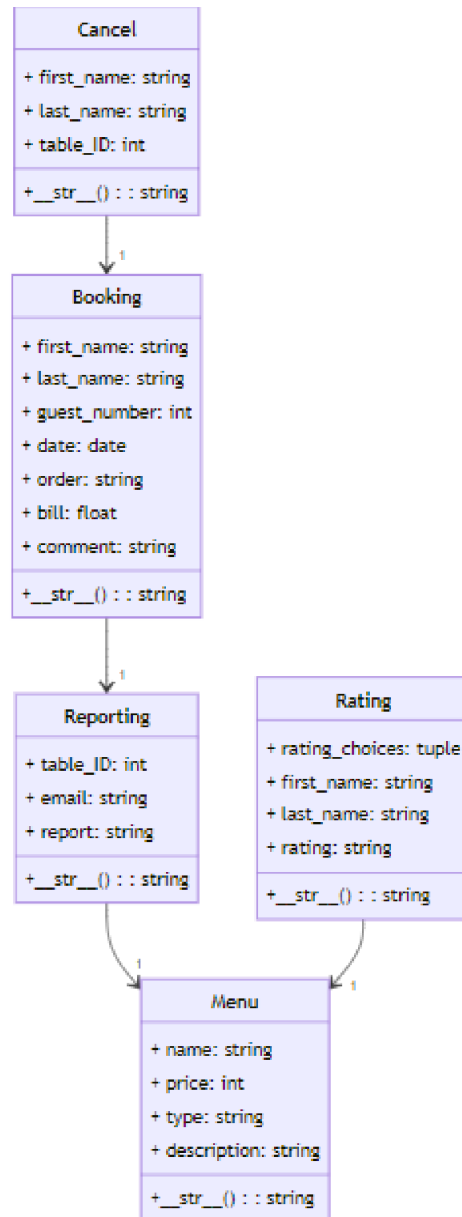 Cancel
+ first_name: string
+ last_name: string
+ table_ID: int
+__str__() : : string
1
Booking
+ first_name: string
+ last_name: string
+ guest_number: int
+ date: date
+ order: string
+ bill: float
+ comment: string
+__str__() : : string
1
Reporting
+ table_ID: int
+ email: string
+ report: string
+__str__() : : string
Rating
+ rating_choices: tuple
+ first_name: string
+ last_name: string
+ rating: string
+__str__() : : string
1
1
Menu
+ name: string
+ price: int
+ type: string
+ description: string
+__str__() : : string